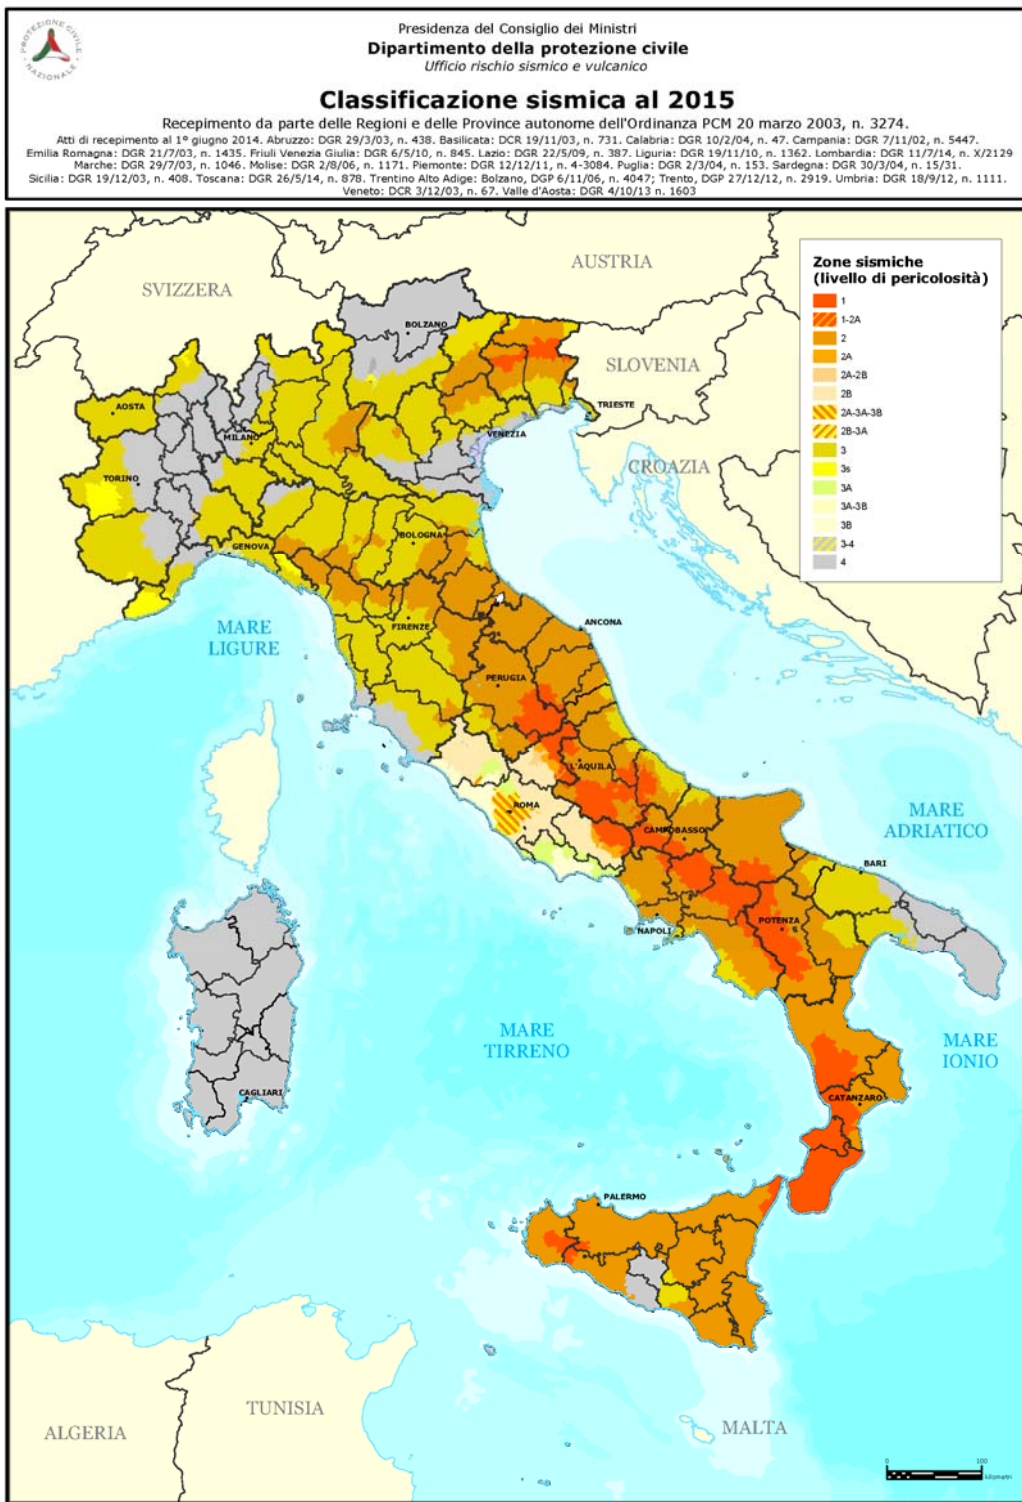 PROTEZIONE CIVILE
NAZIONALE
Presidenza del Consiglio dei Ministri
Dipartimento della protezione civile
Ufficio rischio sismico e vulcanico
Classificazione sismica al 2015
Recepimento da parte delle Regioni e delle Province autonome dell'Ordinanza PCM 20 marzo 2003, n. 3274.
Atti di recepimento al 1º giugno 2014. Abruzzo: DGR 29/3/03, n. 438. Basilicata: DCR 19/11/03, n. 731. Calabria: DGR 10/2/04, n. 47. Campania: DGR 7/11/02, n. 5447.
Emilia Romagna: DGR 21/7/03, n. 1435. Friuli Venezia Giulia: DGR 6/5/10, n. 845. Lazio: DGR 22/5/09, n. 387. Liguria: DGR 19/11/10, n. 1362. Lombardia: DGR 11/7/14, n. X/2129
Marche: DGR 29/7/03, n. 1046. Molise: DGR 2/8/06, n. 1171. Piemonte: DGR 12/12/11, n. 4-3084. Puglia: DGR 2/3/04, n. 153. Sardegna: DGR 30/3/04, n. 15/31.
Sicilia: DGR 19/12/03, n. 408. Toscana: DGR 26/5/14, n. 878. Trentino Alto Adige: Bolzano, DGP 6/11/06, n. 4047; Trento, DGP 27/12/12, n. 2919. Umbria: DGR 18/9/12, n. 1111.
Veneto: DCR 3/12/03, n. 67. Valle d'Aosta: DGR 4/10/13 n. 1603
Zone sismiche
(livello di pericolosità)
1
1-2A
2
2A
2A-2B
2B
2A-3A-3B
2B-3A
3
3s
3A
3A-3B
3B
3-4
4
AUSTRIA
SVIZZERA
BOLZANO
SLOVENIA
AOSTA
TRIESTE
MILANO
VENEZIA
CROAZIA
TORINO
BOLOGNA
GENOVA
FIRENZE
ANCONA
MARE
LIGURE
PERUGIA
L'AQUILA
ROMA
MARE
ADRIATICO
CAMPOBASSO
BARI
POTENZA
NAPOLI
MARE
TIRRENO
MARE
IONIO
CAGLIARI
CATANZARO
PALERMO
TUNISIA
ALGERIA
MALTA
0
100
kilometri